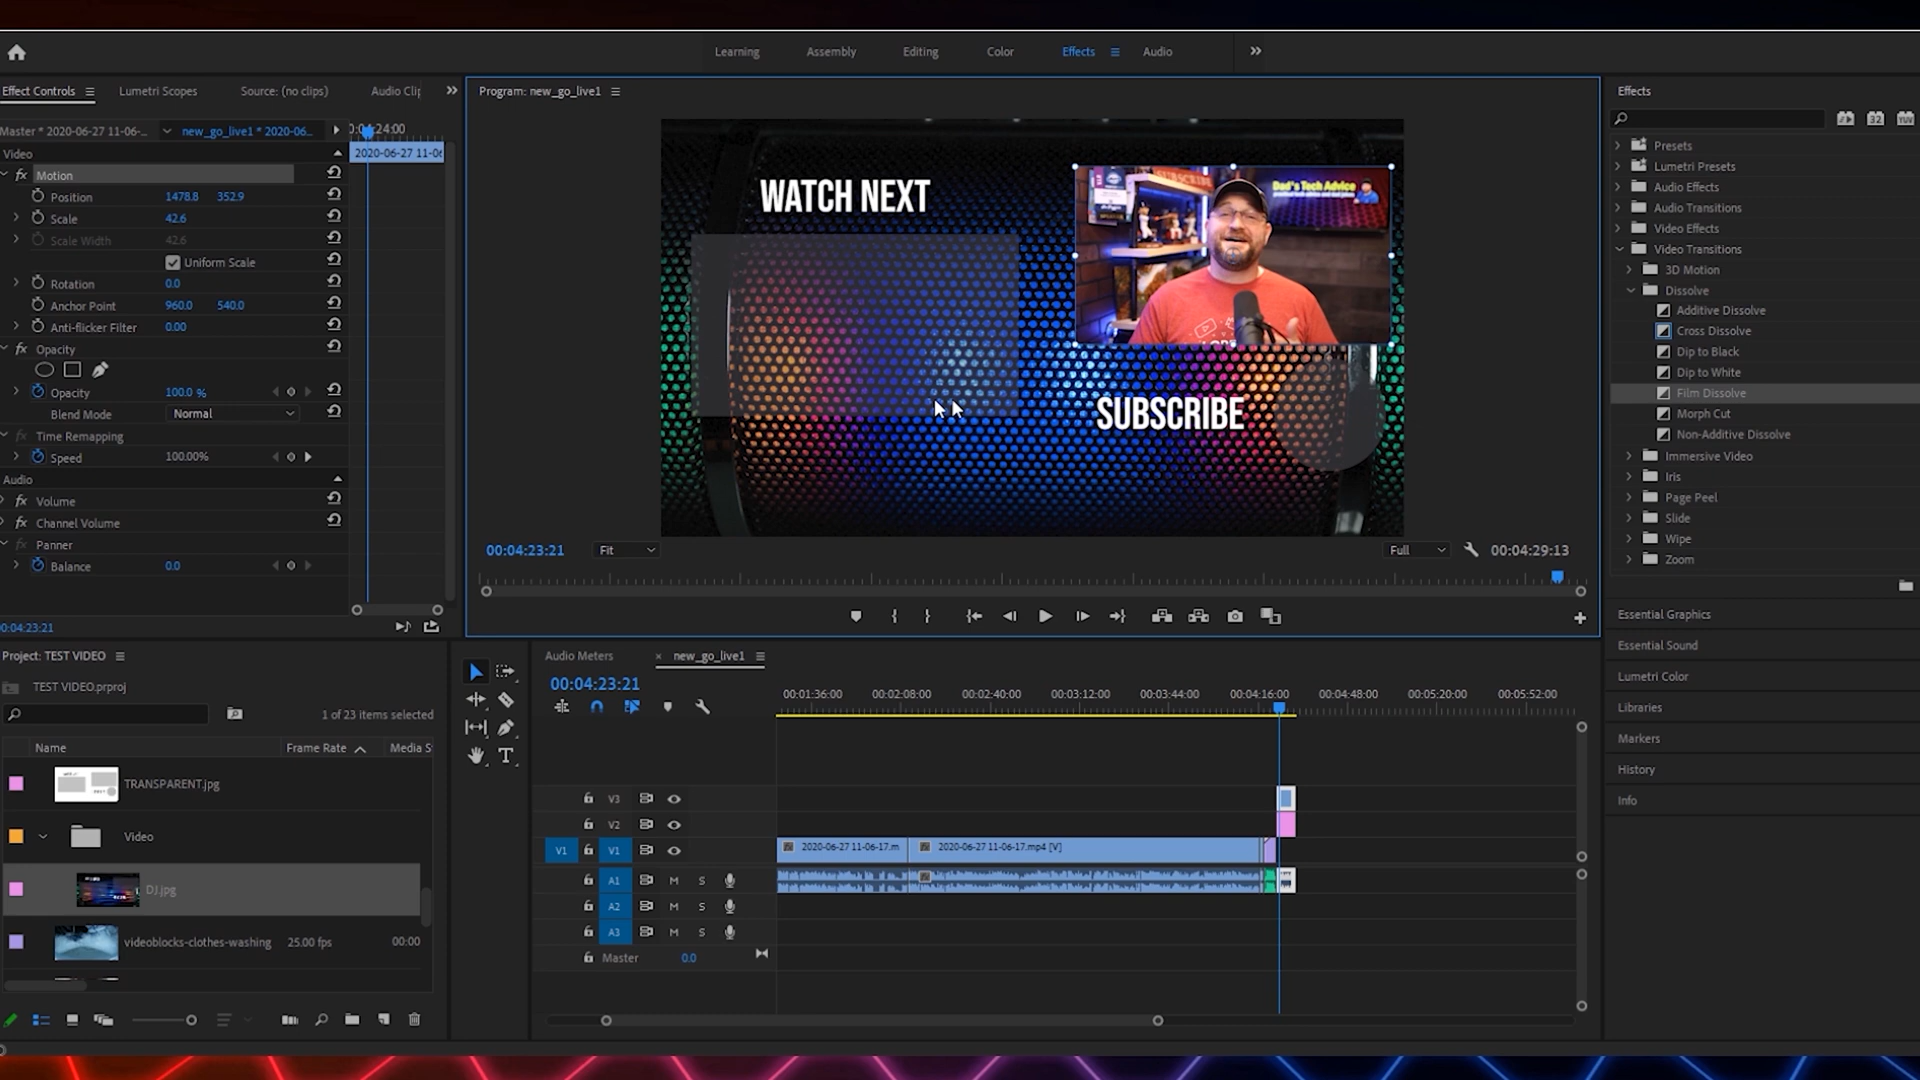 Learning Assembly Editing Color Effects Audio
Effect Controls Lumetri Scopes Source: (no clips) Audio Clip
Master * 2020-06-27 11-06-... new_go_live1 * 2020-06... 0:04:24:00
Video 2020-06-27 11-06
fx Motion
Position 1478.8 352.9
Scale 42.6
Scale Width 42.6
Uniform Scale
Rotation 0.0
Anchor Point 960.0 540.0
Anti-flicker Filter 0.00
fx Opacity
Opacity 100.0 %
Blend Mode Normal
fx Time Remapping
Speed 100.00%
Audio
fx Volume
fx Channel Volume
fx Panner
Balance 0.0
0:04:23:21
Program: new_go_live1
WATCH NEXT
SUBSCRIBE
Dad's Tech Advice
SUBSCRIBE
00:04:23:21 Fit Full 00:04:29:13
Effects
32 YUV
Presets
Lumetri Presets
Audio Effects
Audio Transitions
Video Effects
Video Transitions
3D Motion
Dissolve
Additive Dissolve
Cross Dissolve
Dip to Black
Dip to White
Film Dissolve
Morph Cut
Non-Additive Dissolve
Immersive Video
Iris
Page Peel
Slide
Wipe
Zoom
Essential Graphics
Essential Sound
Lumetri Color
Libraries
Markers
History
Info
Project: TEST VIDEO
TEST VIDEO.prproj
1 of 23 items selected
Name Frame Rate Media S
TRANSPARENT.jpg
Video
DJ.jpg
videoblocks-clothes-washing 25.00 fps 00:00
T
Audio Meters × new_go_live1
00:04:23:21
00:01:36:00 00:02:08:00 00:02:40:00 00:03:12:00 00:03:44:00 00:04:16:00 00:04:48:00 00:05:20:00 00:05:52:00
V3
V2
V1 V1 2020-06-27 11-06-17.m 2020-06-27 11-06-17.mp4 [V]
A1 M S
A2 M S
A3 M S
Master 0.0